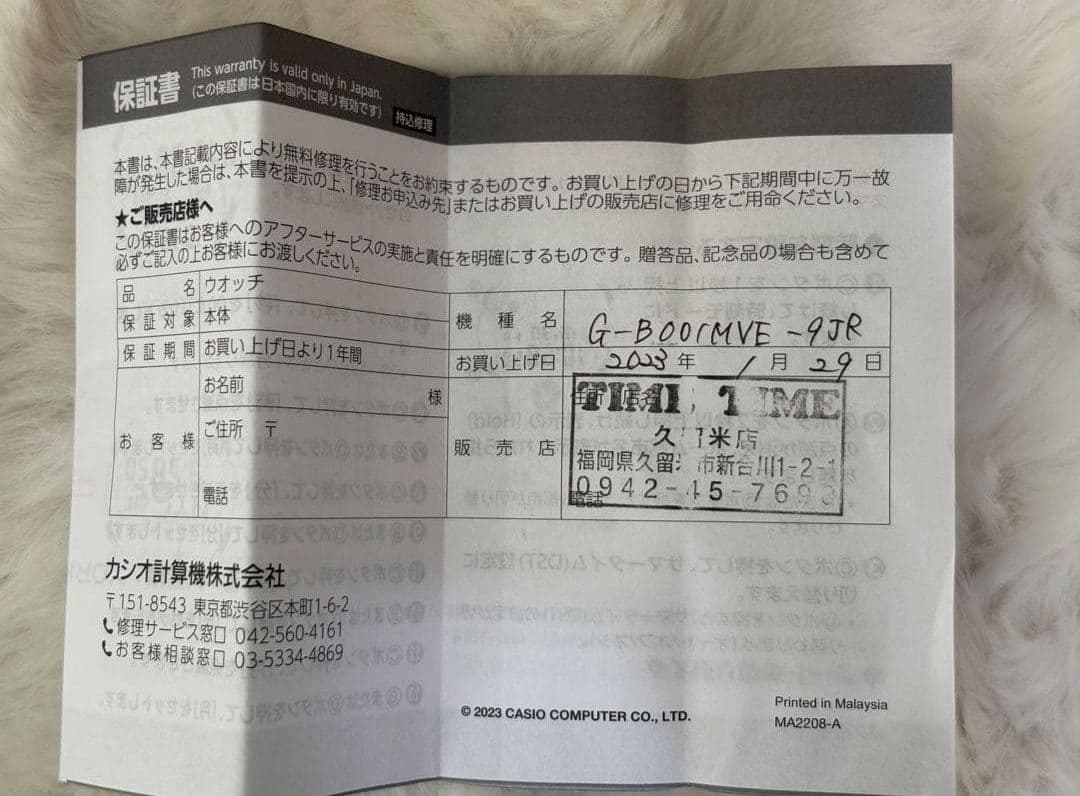 保証書 This warranty is valid only in Japan.
(この保証書は日本国内に限り有効です)
持込修理
本書は、本書記載内容により無料修理を行うことをお約束するものです。お買い上げの日から下記期間中に万一故
障が発生した場合は、本書を提示の上、「修理お申込み先」またはお買い上げの販売店に修理をご用命ください。
★ご販売店様へ
この保証書はお客様へのアフターサービスの実施と責任を明確にするものです。贈答品、記念品の場合も含めて
必ずご記入の上お客様にお渡しください。
品名 ウオッチ
保証対象 本体
機種名 G-B001MVE-9JR
保証期間 お買い上げ日より1年間
お買い上げ日 2023年 1月 29日
お客様
お名前 様
ご住所 〒
電話
販売店
TIME
米店
福岡県久留 市新合川1-2-1
0942-45-769
電話
カシオ計算機株式会社
〒151-8543 東京都渋谷区本町1-6-2
修理サービス窓口 042-560-4161
お客様相談窓口 03-5334-4869
© 2023 CASIO COMPUTER CO., LTD.
Printed in Malaysia
MA2208-A